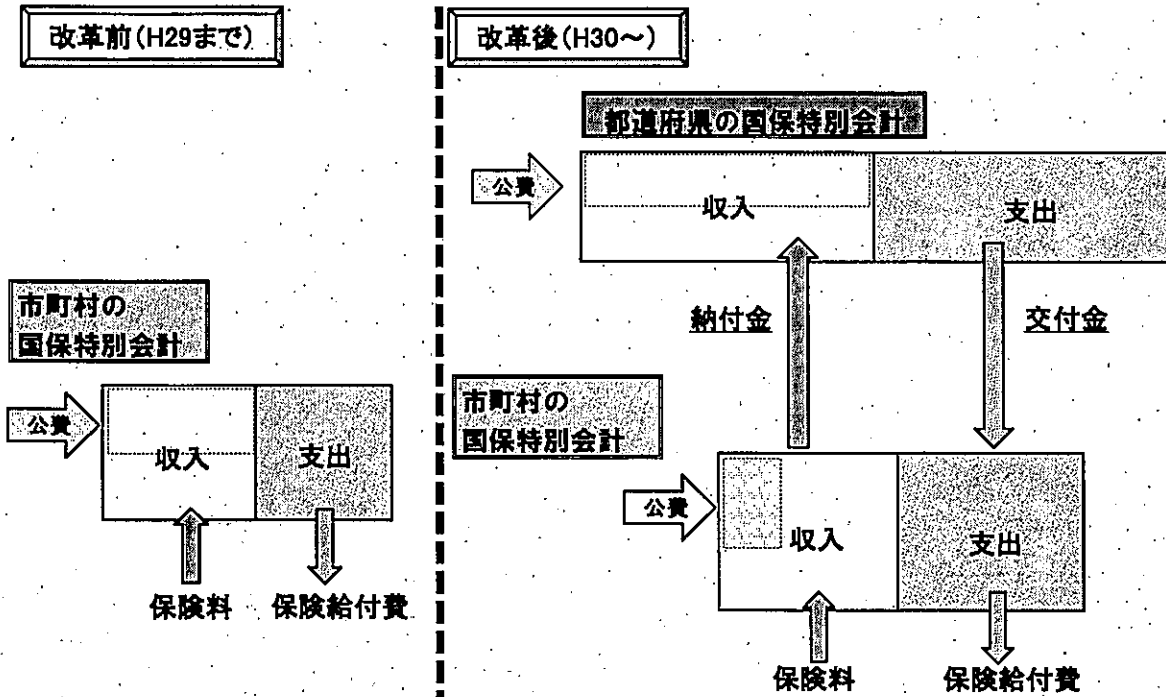 改革前(H29まで)
市町村の
国保特別会計
公費
収入
支出
保険料
保険給付費
改革後(H30～)
都道府県の国保特別会計
公費
収入
支出
納付金
交付金
市町村の
国保特別会計
公費
収入
支出
保険料
保険給付費